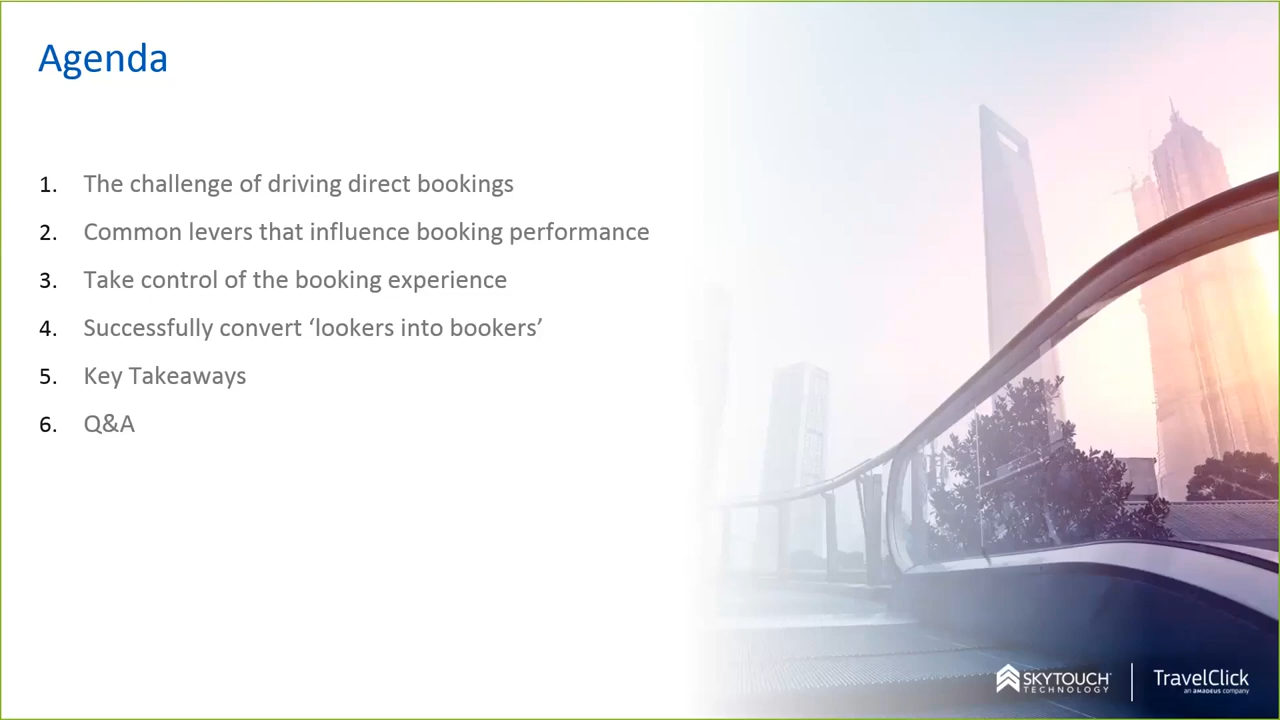 Agenda
1. The challenge of driving direct bookings
2. Common levers that influence booking performance
3. Take control of the booking experience
4. Successfully convert ‘lookers into bookers’
5. Key Takeaways
6. Q&A
SKYTOUCH
TECHNOLOGY
TravelClick
an amadeus company